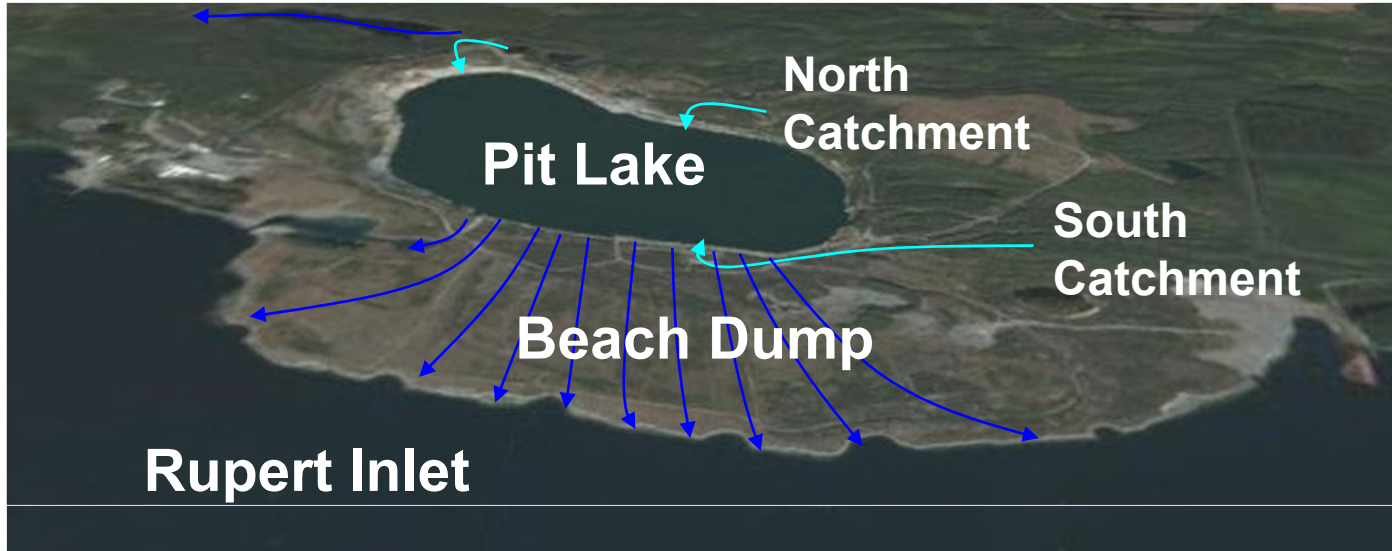 North
Catchment
Pit Lake
South
Catchment
Beach Dump
Rupert Inlet